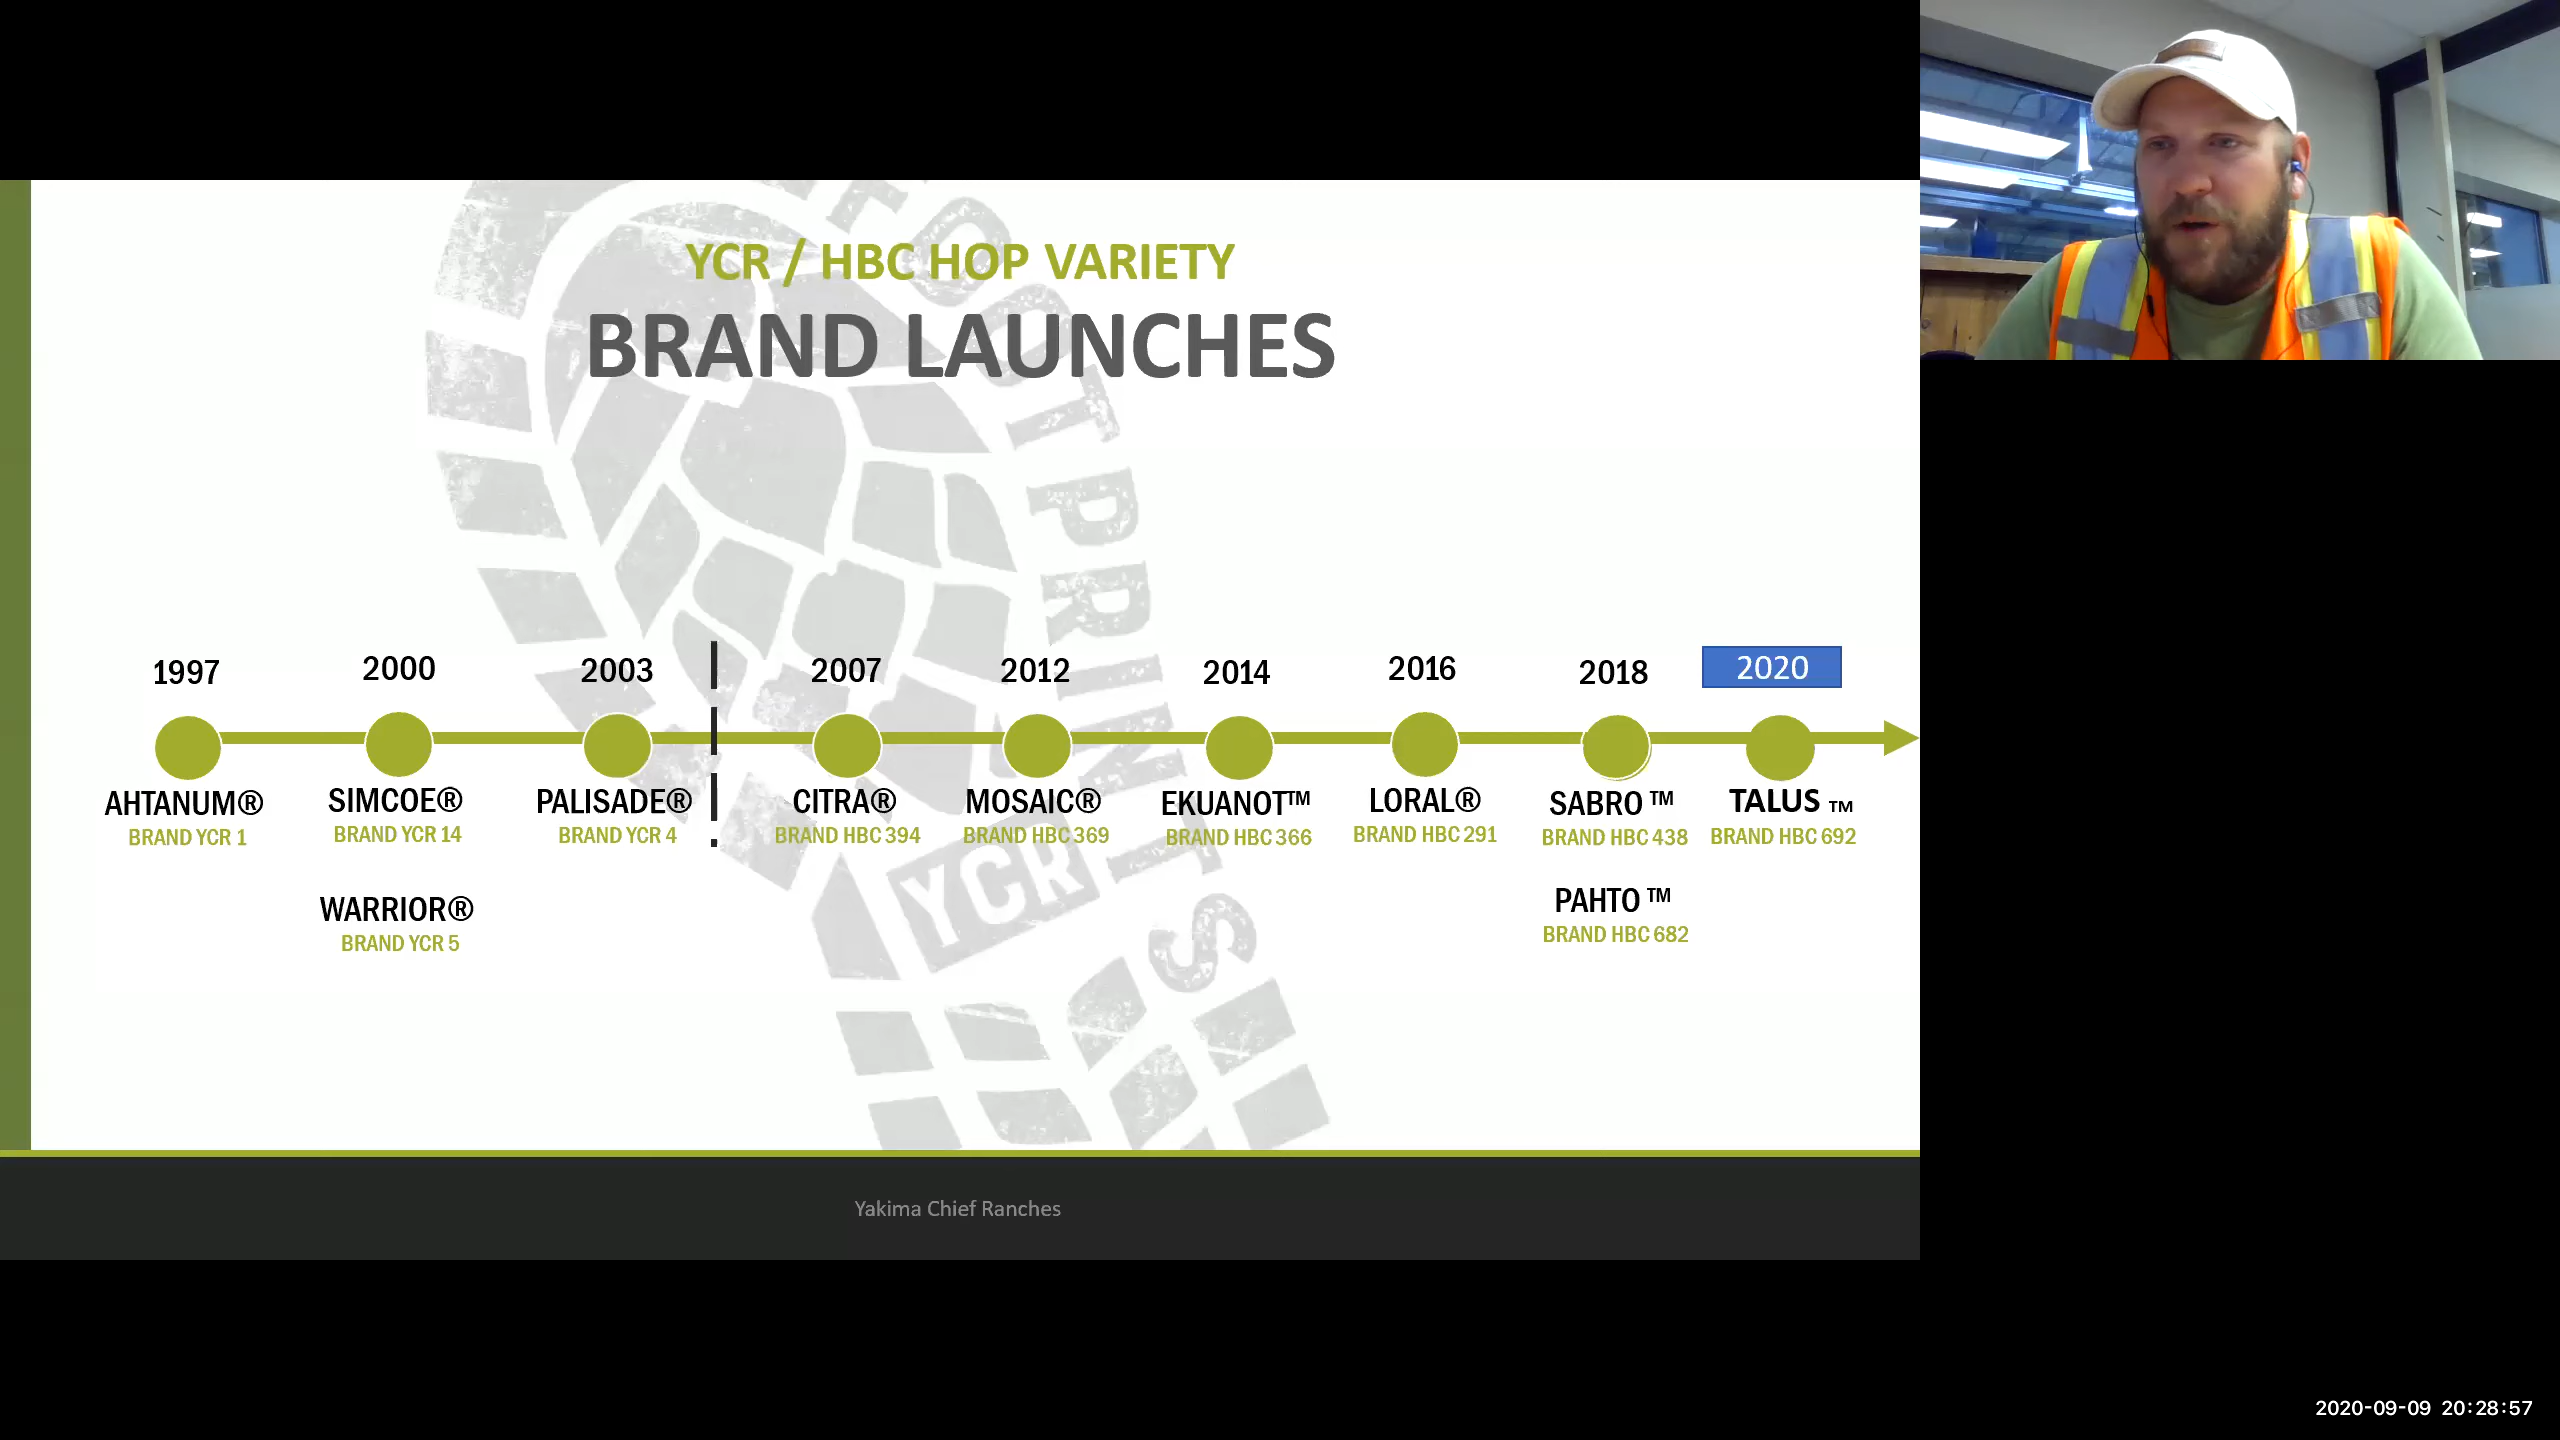 YCR / HBC HOP VARIETY
BRAND LAUNCHES
1997
2000
2003
2007
2012
2014
2016
2018
2020
AHTANUM®
BRAND YCR 1
SIMCOE®
BRAND YCR 14
PALISADE®
BRAND YCR 4
CITRA®
BRAND HBC 394
MOSAIC®
BRAND HBC 369
EKUANOT™
BRAND HBC 366
LORAL®
BRAND HBC 291
SABRO ™
BRAND HBC 438
TALUS ™
BRAND HBC 692
WARRIOR®
BRAND YCR 5
PAHTO ™
BRAND HBC 682
YCR
Yakima Chief Ranches
2020-09-09 20:28:57